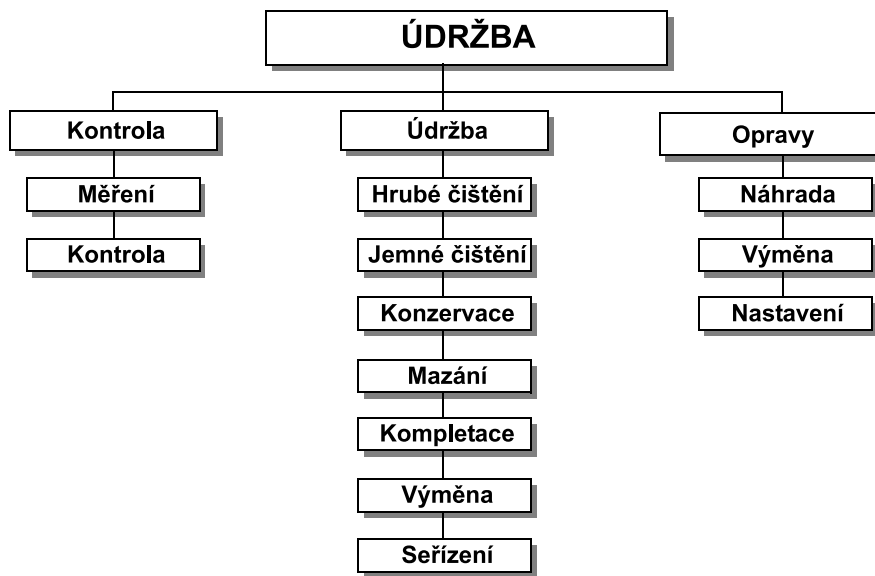 ÚDRŽBA
Kontrola
Měření
Kontrola
Údržba
Hrubé čištění
Jemné čištění
Konzervace
Mazání
Kompletace
Výměna
Seřízení
Opravy
Náhrada
Výměna
Nastavení